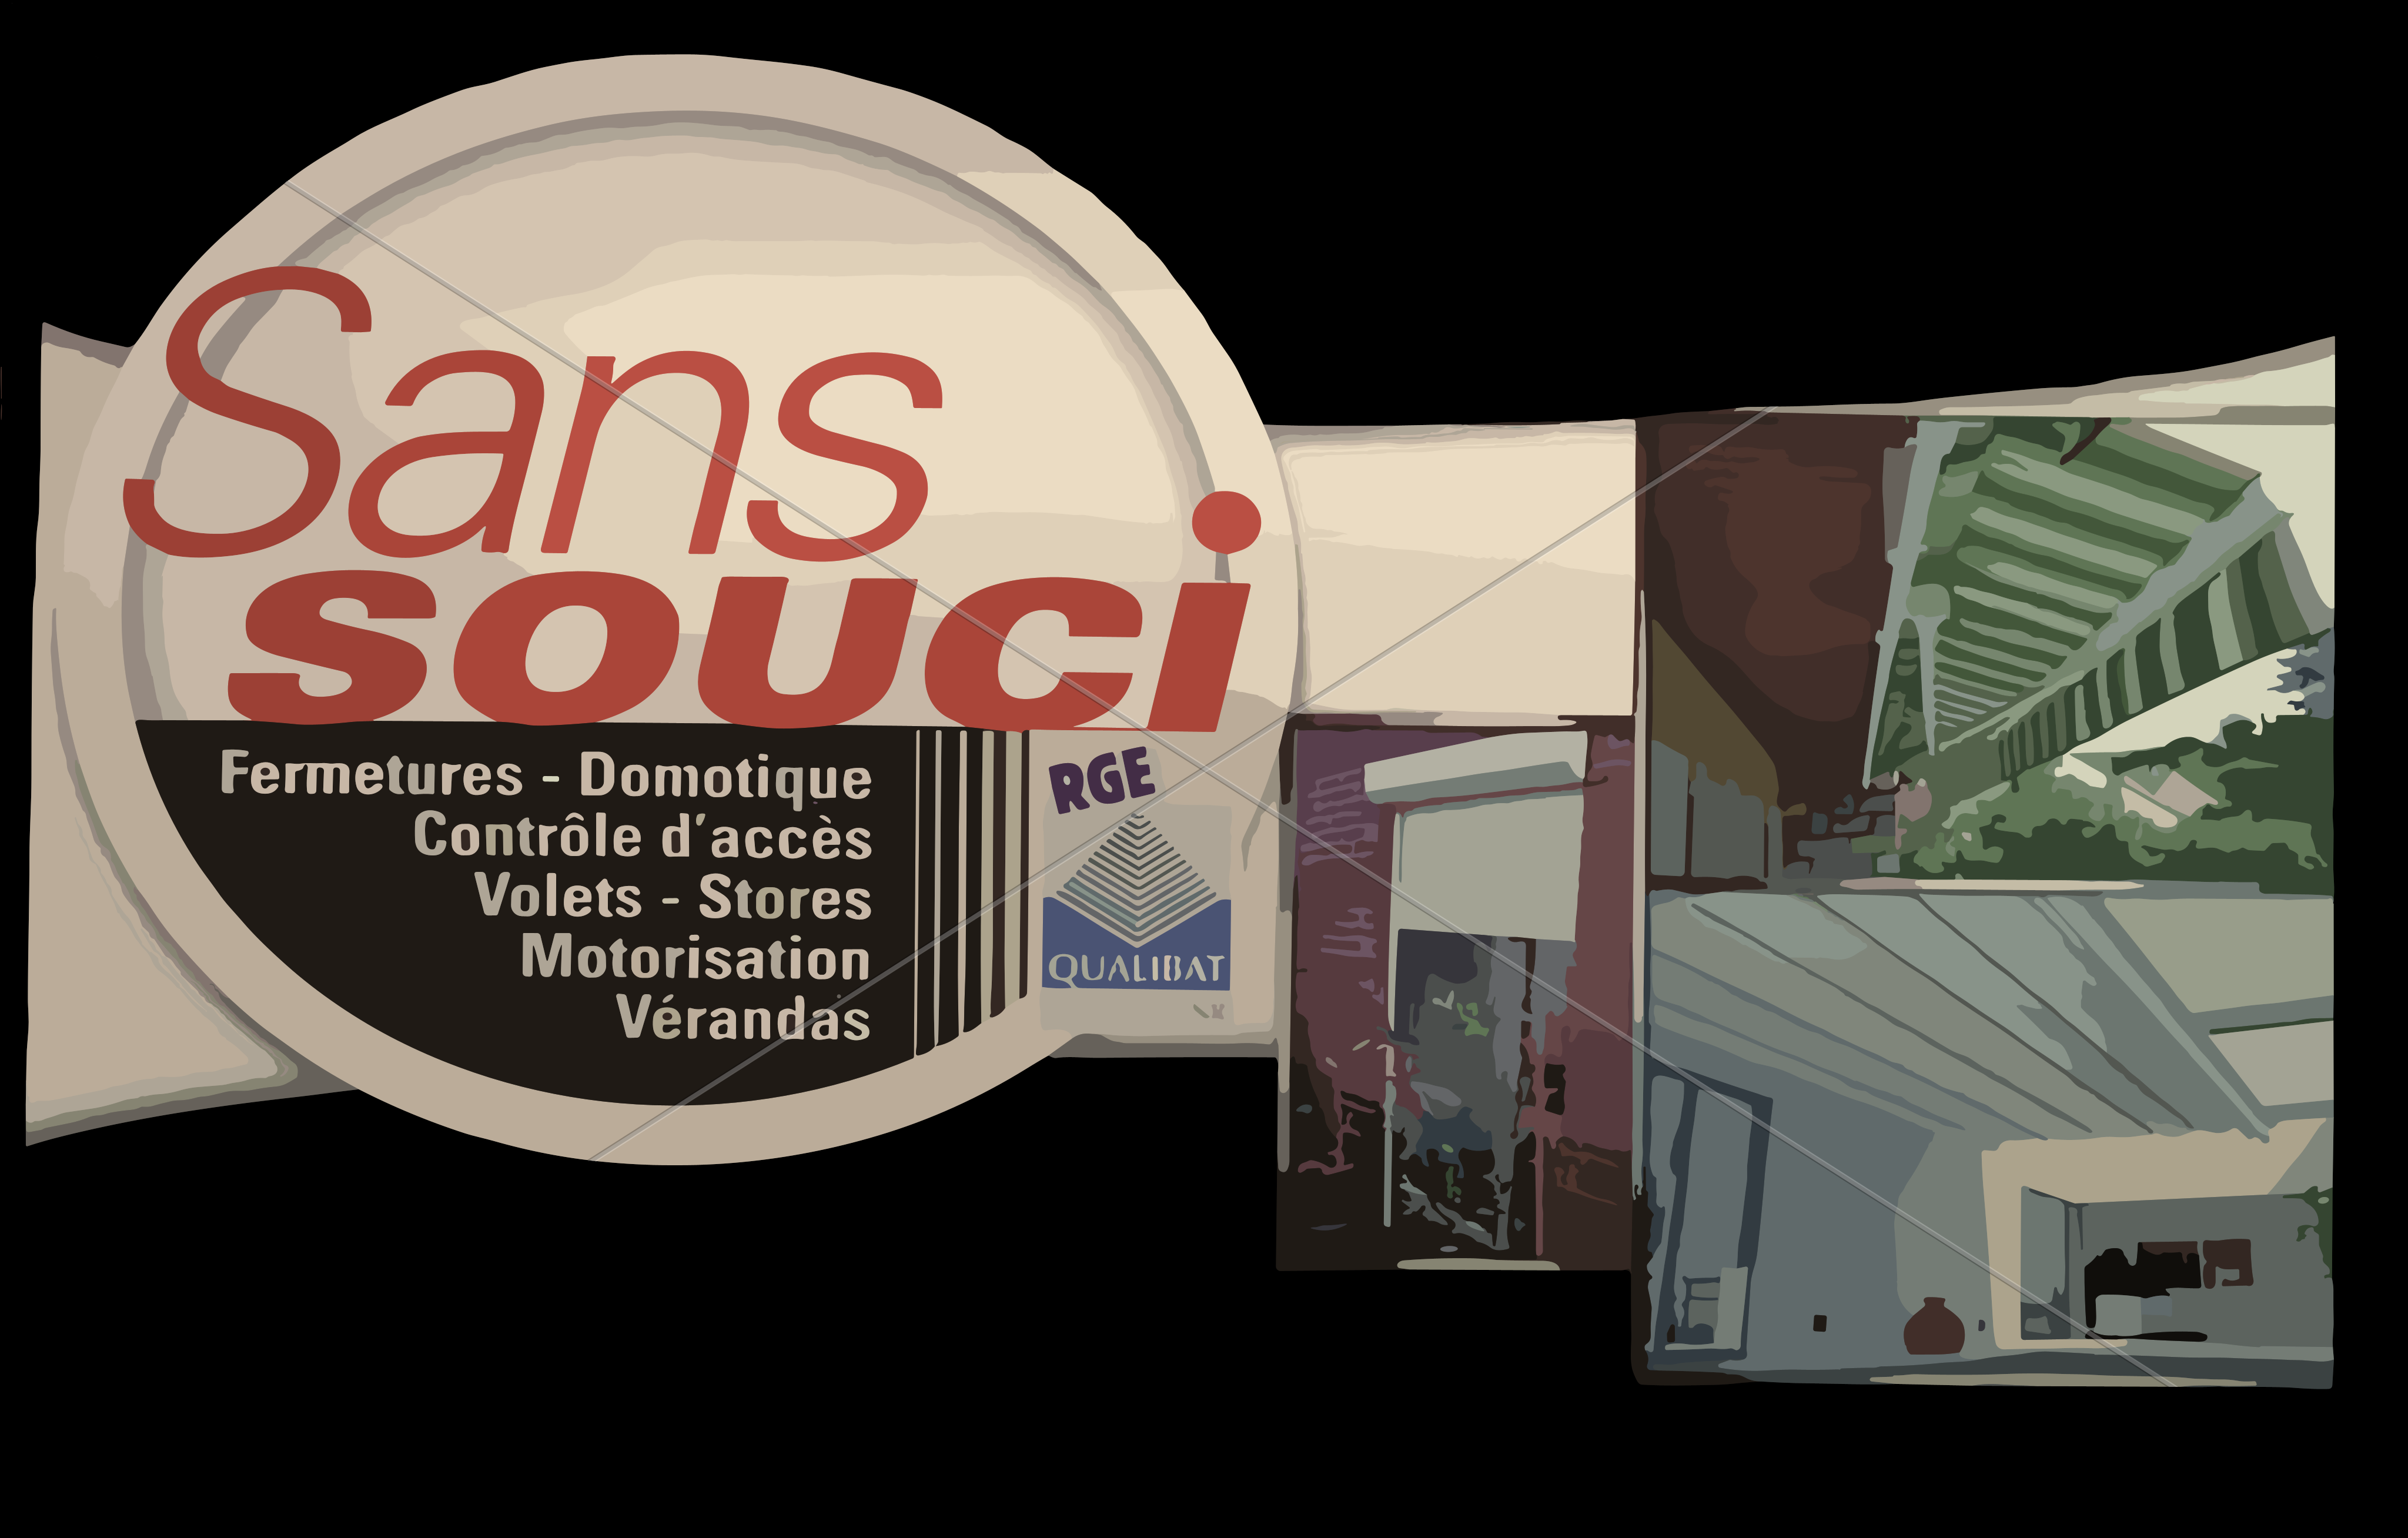 Sans
souci
Fermetures - Domotique
Contrôle d'accès
Volets - Stores
Motorisation
Vérandas
RGE
QUALIBAT